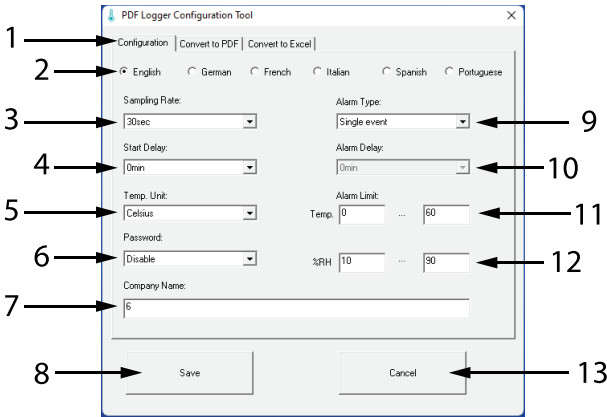 PDF Logger Configuration Tool
1 Configuration Convert to PDF Convert to Excel
2 English German French Italian Spanish Portuguese
Sampling Rate: Alarm Type:
3 30sec Single event 9
Start Delay: Alarm Delay:
4 0min 0min 10
Temp. Unit: Alarm Limit:
5 Celsius Temp. 0 ... 60 11
Password:
6 Disable %RH 10 ... 90 12
Company Name:
7 6
8 Save Cancel 13